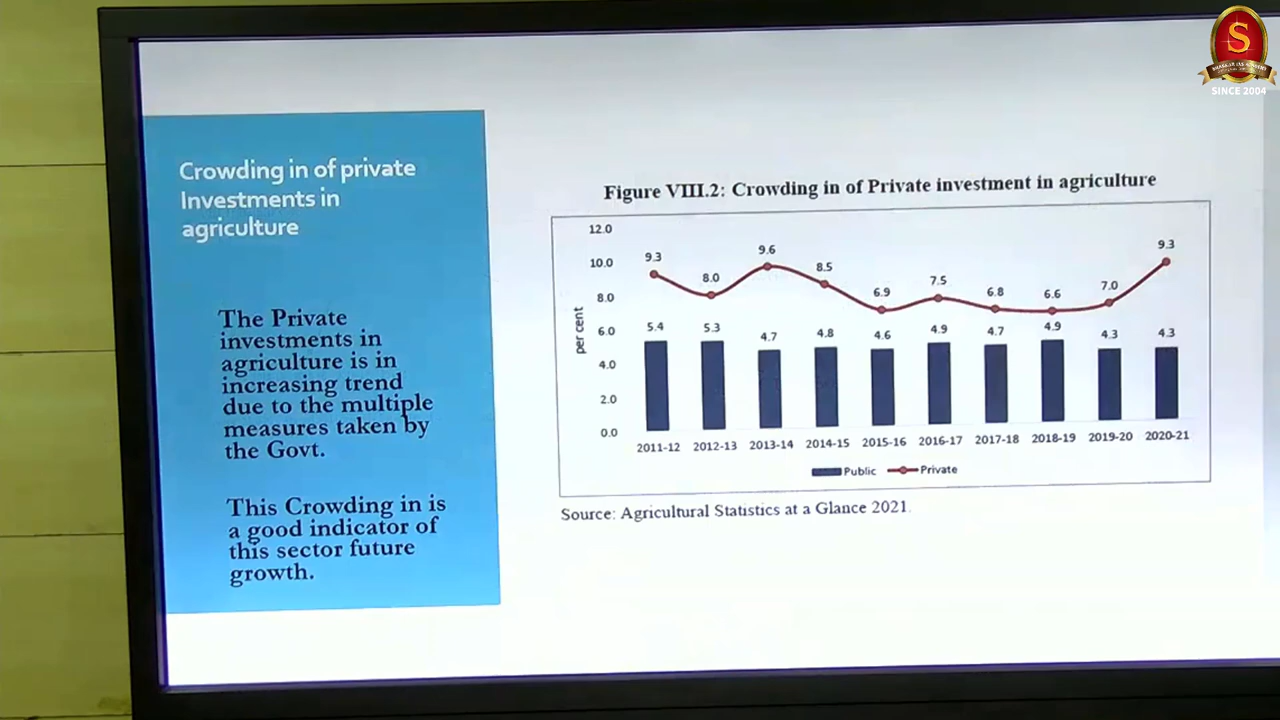 S
SHANKAR IAS ACADEMY
SINCE 2004
Crowding in of private
Investments in
agriculture
The Private
investments in
agriculture is in
increasing trend
due to the multiple
measures taken by
the Govt.
This Crowding in is
a good indicator of
this sector future
growth.
Figure VIII.2: Crowding in of Private investment in agriculture
12.0
10.0
8.0
6.0
4.0
2.0
0.0
per cent
9.3 8.0 9.6 8.5 6.9 7.5 6.8 6.6 7.0 9.3
5.4 5.3 4.7 4.8 4.6 4.9 4.7 4.9 4.3 4.3
2011-12 2012-13 2013-14 2014-15 2015-16 2016-17 2017-18 2018-19 2019-20 2020-21
Public Private
Source: Agricultural Statistics at a Glance 2021.